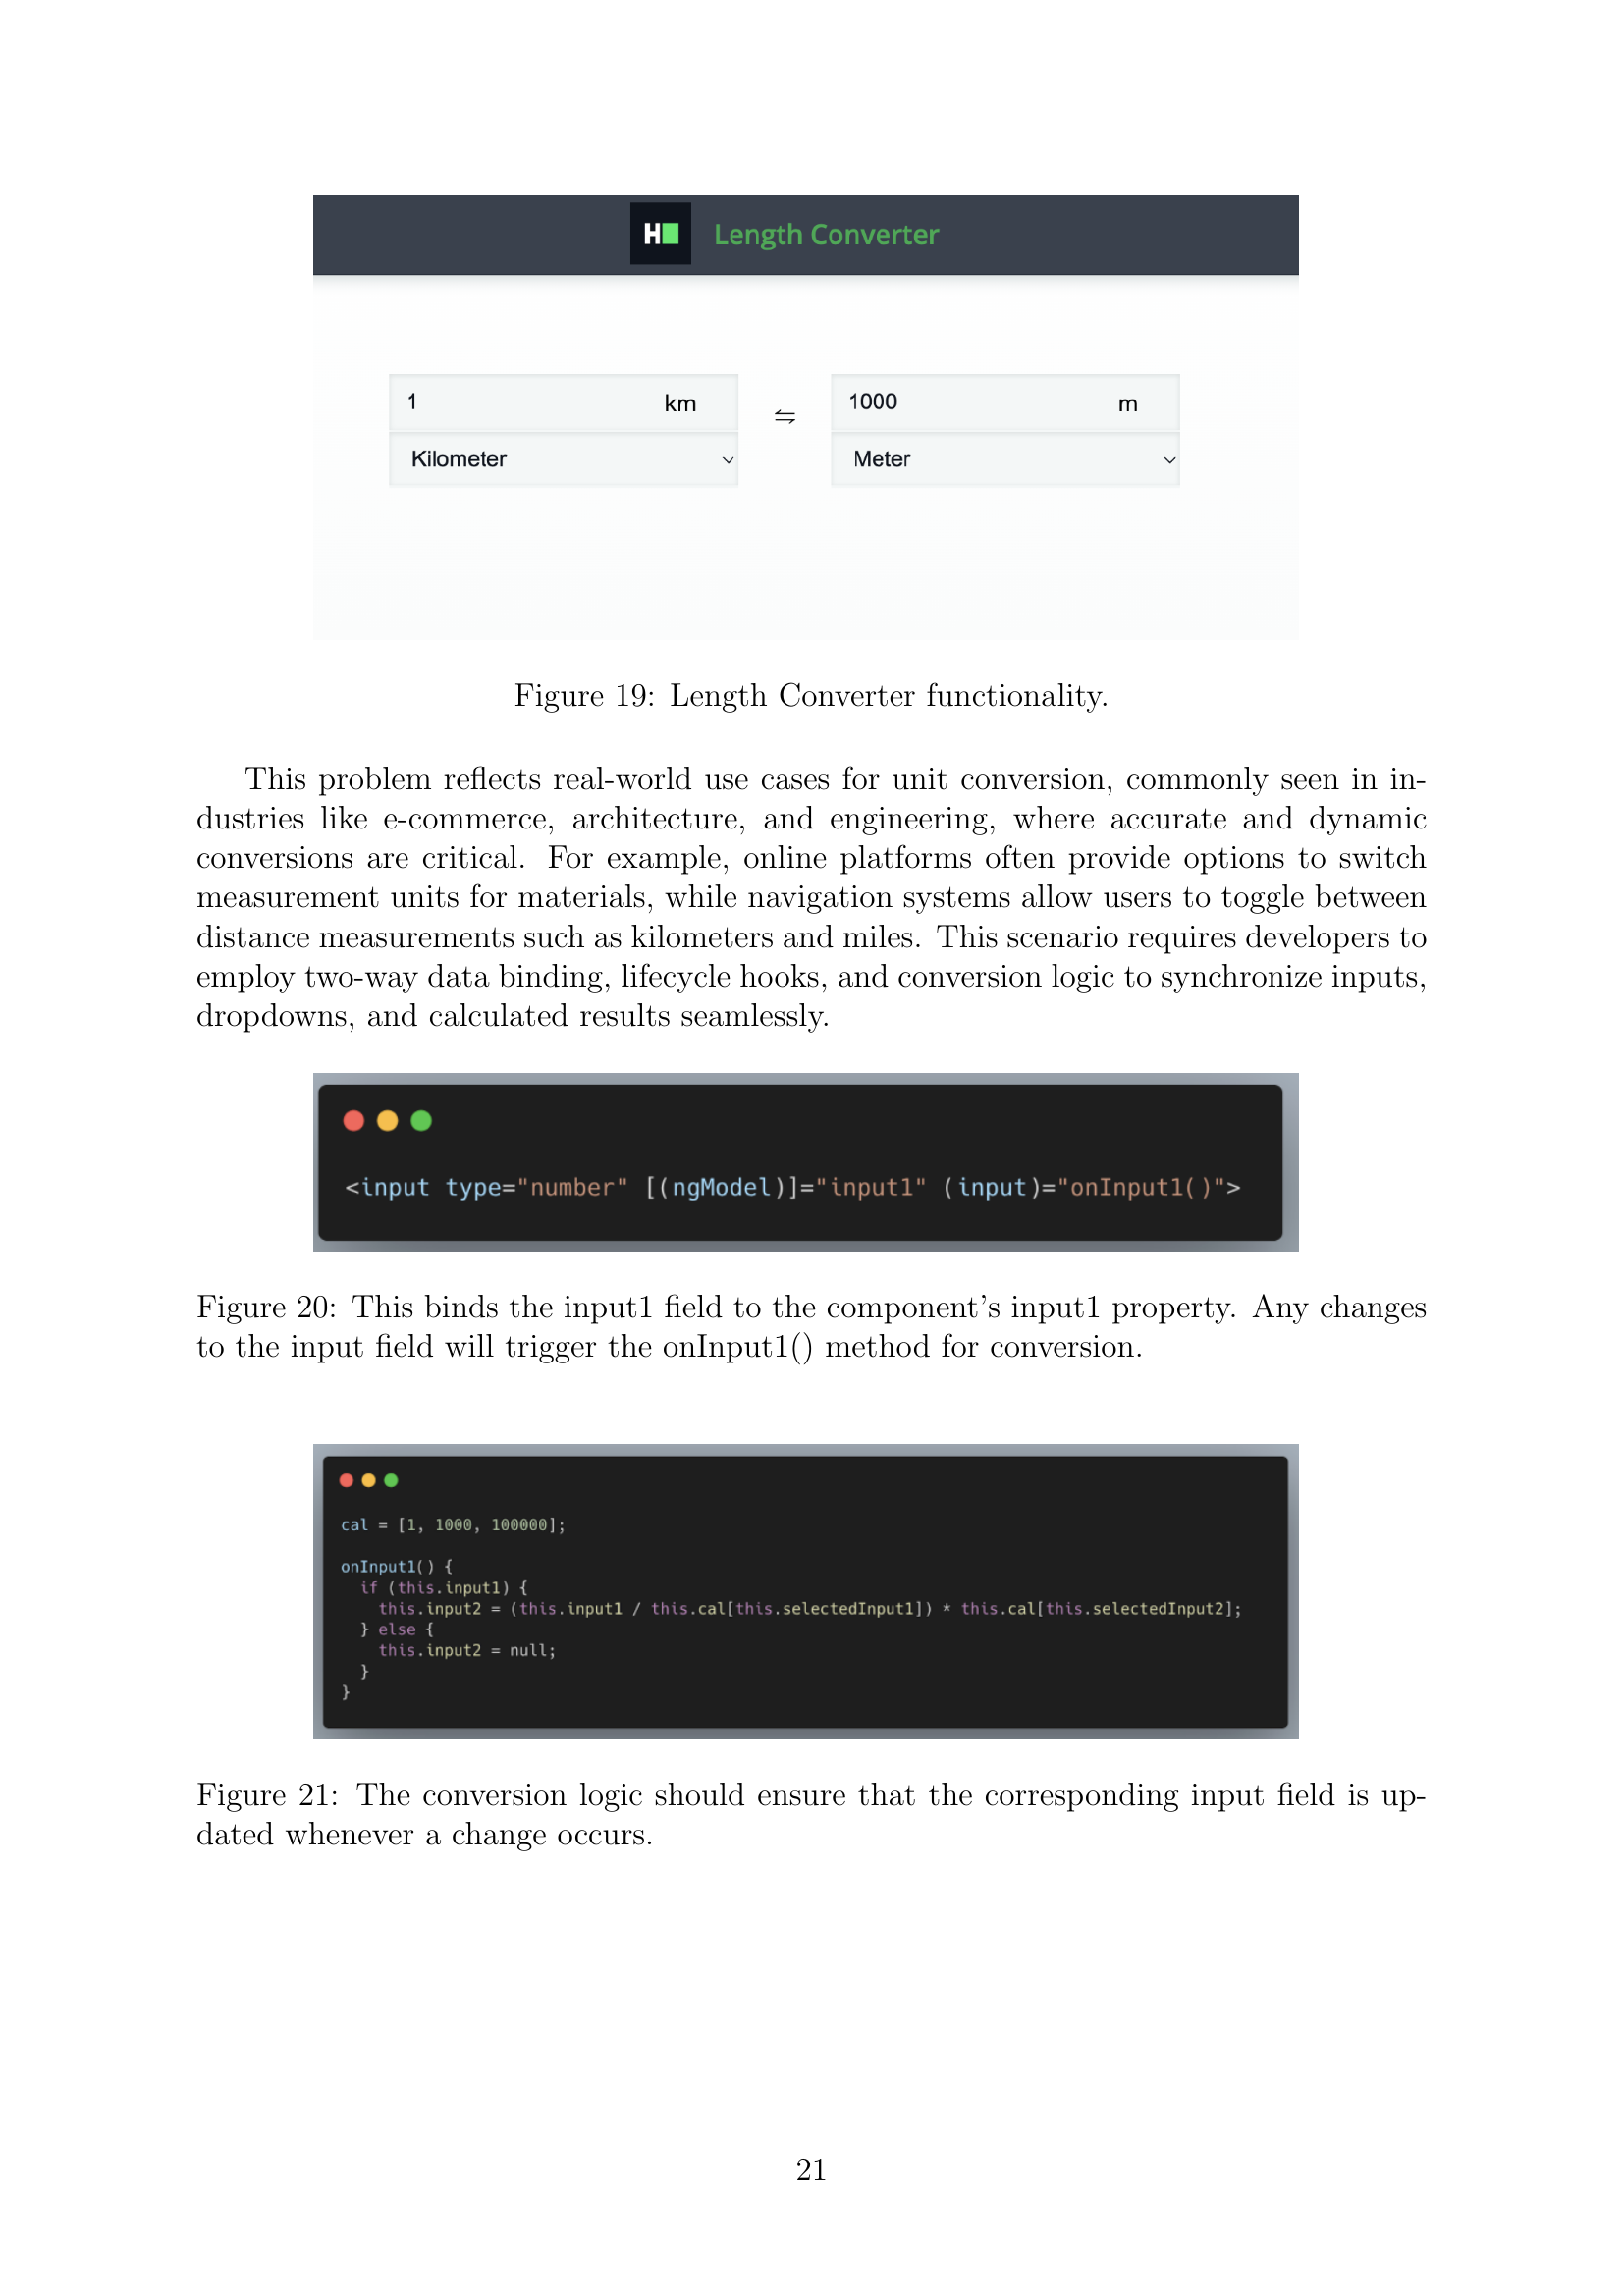 H Length Converter
1 km ⇋ 1000 m
Kilometer Meter
Figure 19: Length Converter functionality.
This problem reflects real-world use cases for unit conversion, commonly seen in in-
dustries like e-commerce, architecture, and engineering, where accurate and dynamic
conversions are critical. For example, online platforms often provide options to switch
measurement units for materials, while navigation systems allow users to toggle between
distance measurements such as kilometers and miles. This scenario requires developers to
employ two-way data binding, lifecycle hooks, and conversion logic to synchronize inputs,
dropdowns, and calculated results seamlessly.
<input type="number" [(ngModel)]="input1" (input)="onInput1()">
Figure 20: This binds the input1 field to the component's input1 property. Any changes
to the input field will trigger the onInput1() method for conversion.
cal = [1, 1000, 100000];
onInput1() {
if (this.input1) {
this.input2 = (this.input1 / this.cal[this.selectedInput1]) * this.cal[this.selectedInput2];
} else {
this.input2 = null;
}
}
Figure 21: The conversion logic should ensure that the corresponding input field is up-
dated whenever a change occurs.
21